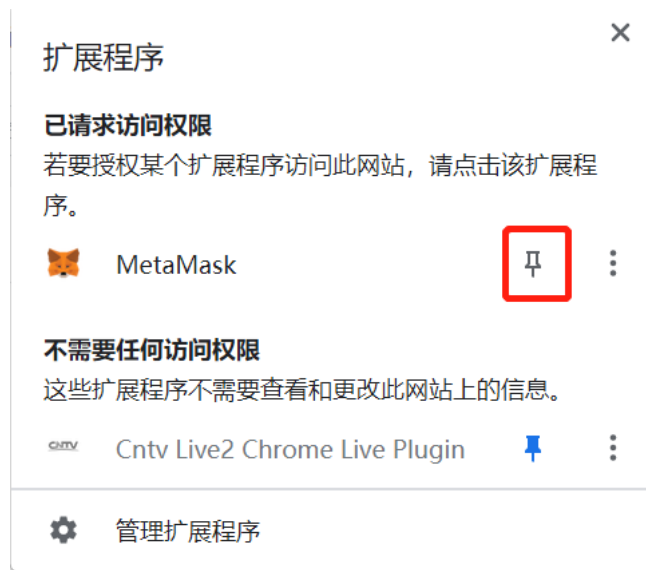 扩展程序
已请求访问权限
若要授权某个扩展程序访问此网站，请点击该扩展程
序。
MetaMask
不需要任何访问权限
这些扩展程序不需要查看和更改此网站上的信息。
CNTV
Cntv Live2 Chrome Live Plugin
管理扩展程序